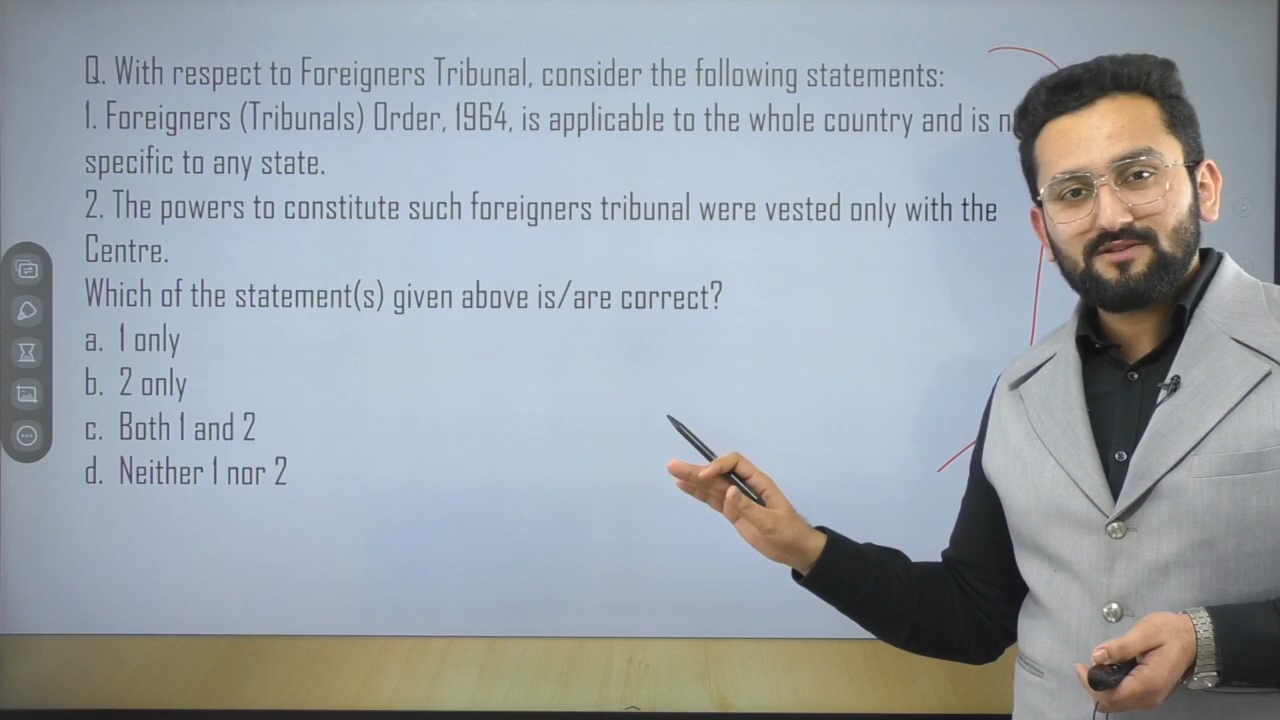 Q. With respect to Foreigners Tribunal, consider the following statements:
1. Foreigners (Tribunals) Order, 1964, is applicable to the whole country and is
specific to any state.
2. The powers to constitute such foreigners tribunal were vested only with the
Centre.
Which of the statement(s) given above is/are correct?
a. 1 only
b. 2 only
c. Both 1 and 2
d. Neither 1 nor 2